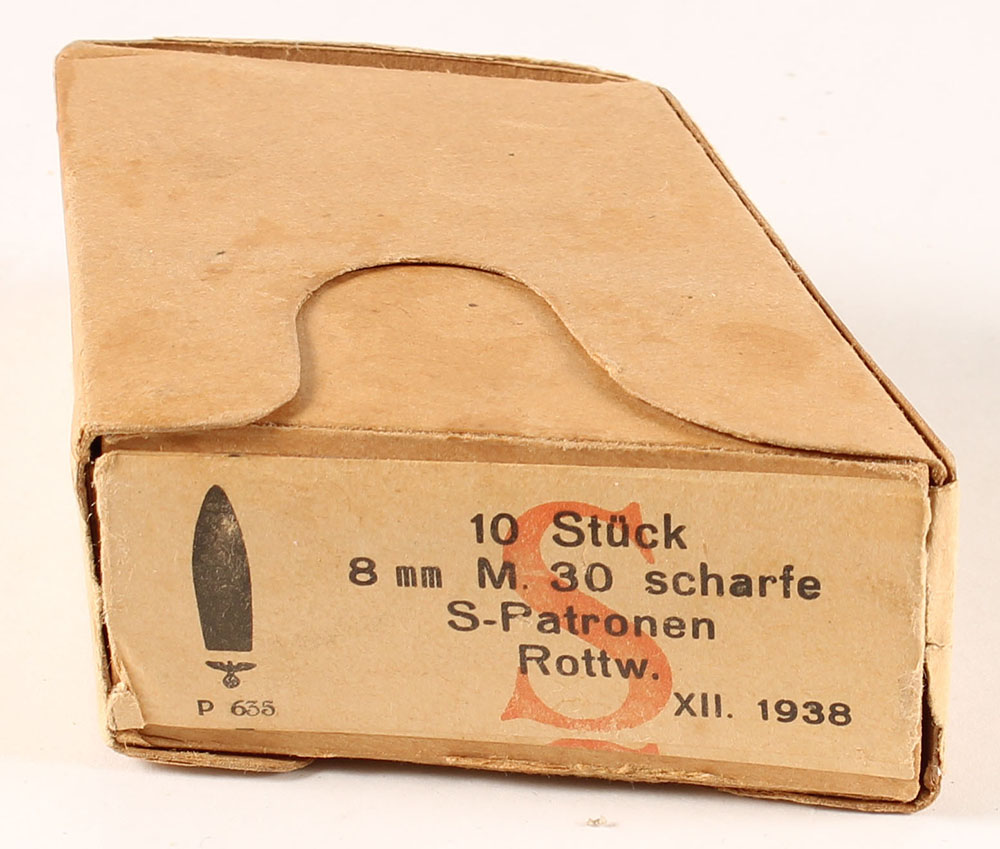 10 Stück
8 mm M. 30 scharfe
S-Patronen
Rottw.
XII. 1938
P 635
S